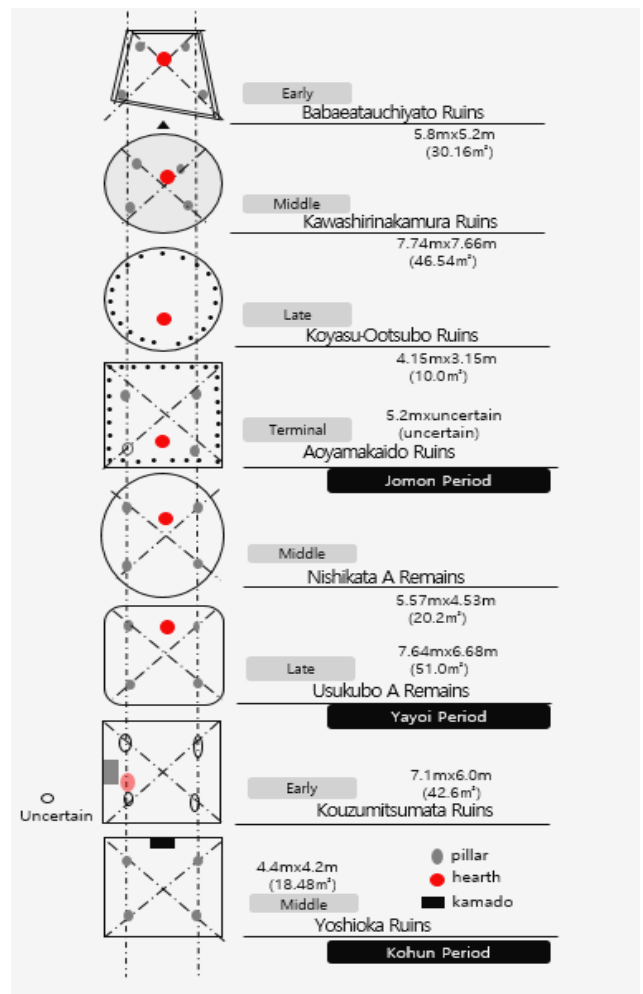 Early
Babaeatauchiyato Ruins
5.8mx5.2m
(30.16㎡)
Middle
Kawashirinakamura Ruins
7.74mx7.66m
(46.54㎡)
Late
Koyasu-Ootsubo Ruins
4.15mx3.15m
(10.0㎡)
5.2mxuncertain
Terminal
(uncertain)
Aoyamakaido Ruins
Jomon Period
Middle
Nishikata A Remains
5.57mx4.53m
(20.2㎡)
7.64mx6.68m
Late
(51.0㎡)
Usukubo A Remains
Yayoi Period
7.1mx6.0m
Early
(42.6㎡)
Kouzumitsumata Ruins
Uncertain
4.4mx4.2m
(18.48㎡)
Middle
Yoshioka Ruins
pillar
hearth
kamado
Kohun Period